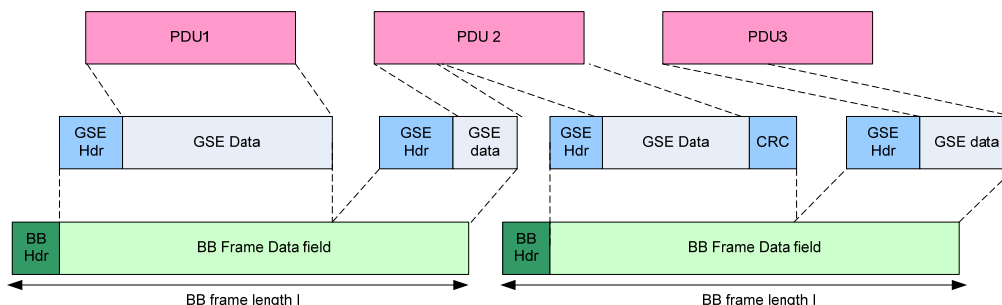 PDU1
PDU 2
PDU3
GSE
Hdr
GSE Data
GSE
Hdr
GSE
data
GSE
Hdr
GSE Data
CRC
GSE
Hdr
GSE data
BB
Hdr
BB Frame Data field
BB
Hdr
BB Frame Data field
BB frame length l
BB frame length l